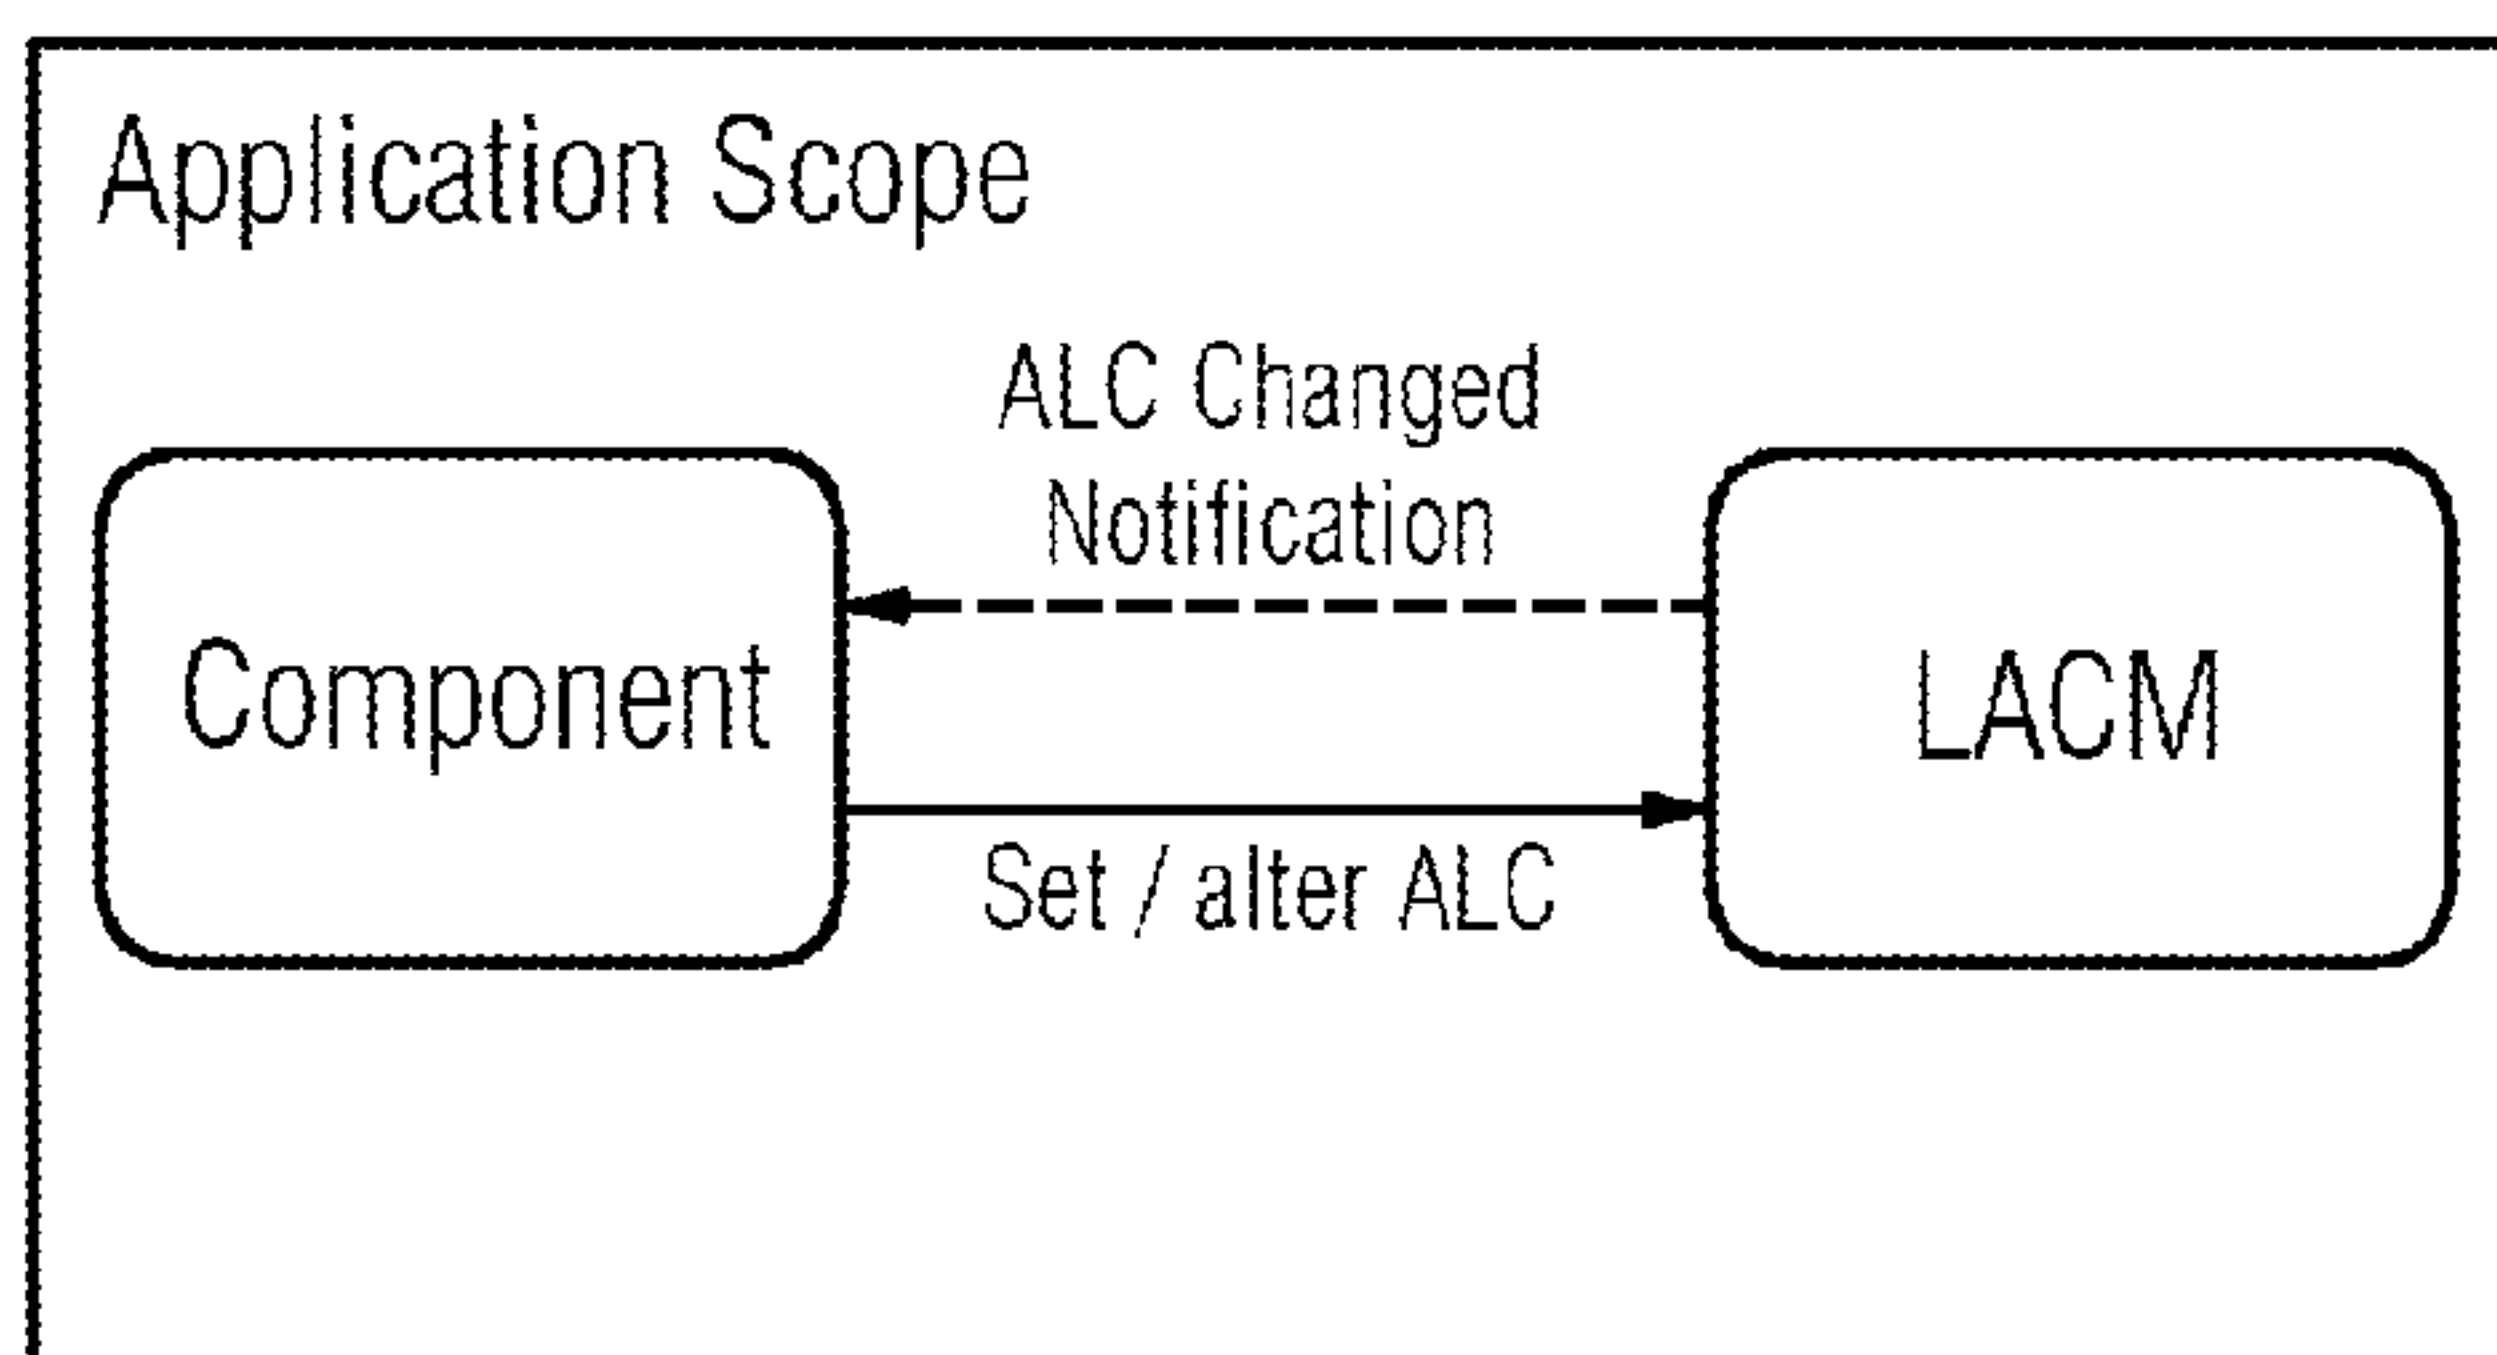 Application Scope
ALC Changed
Notification
Component
LACM
Set / alter ALC